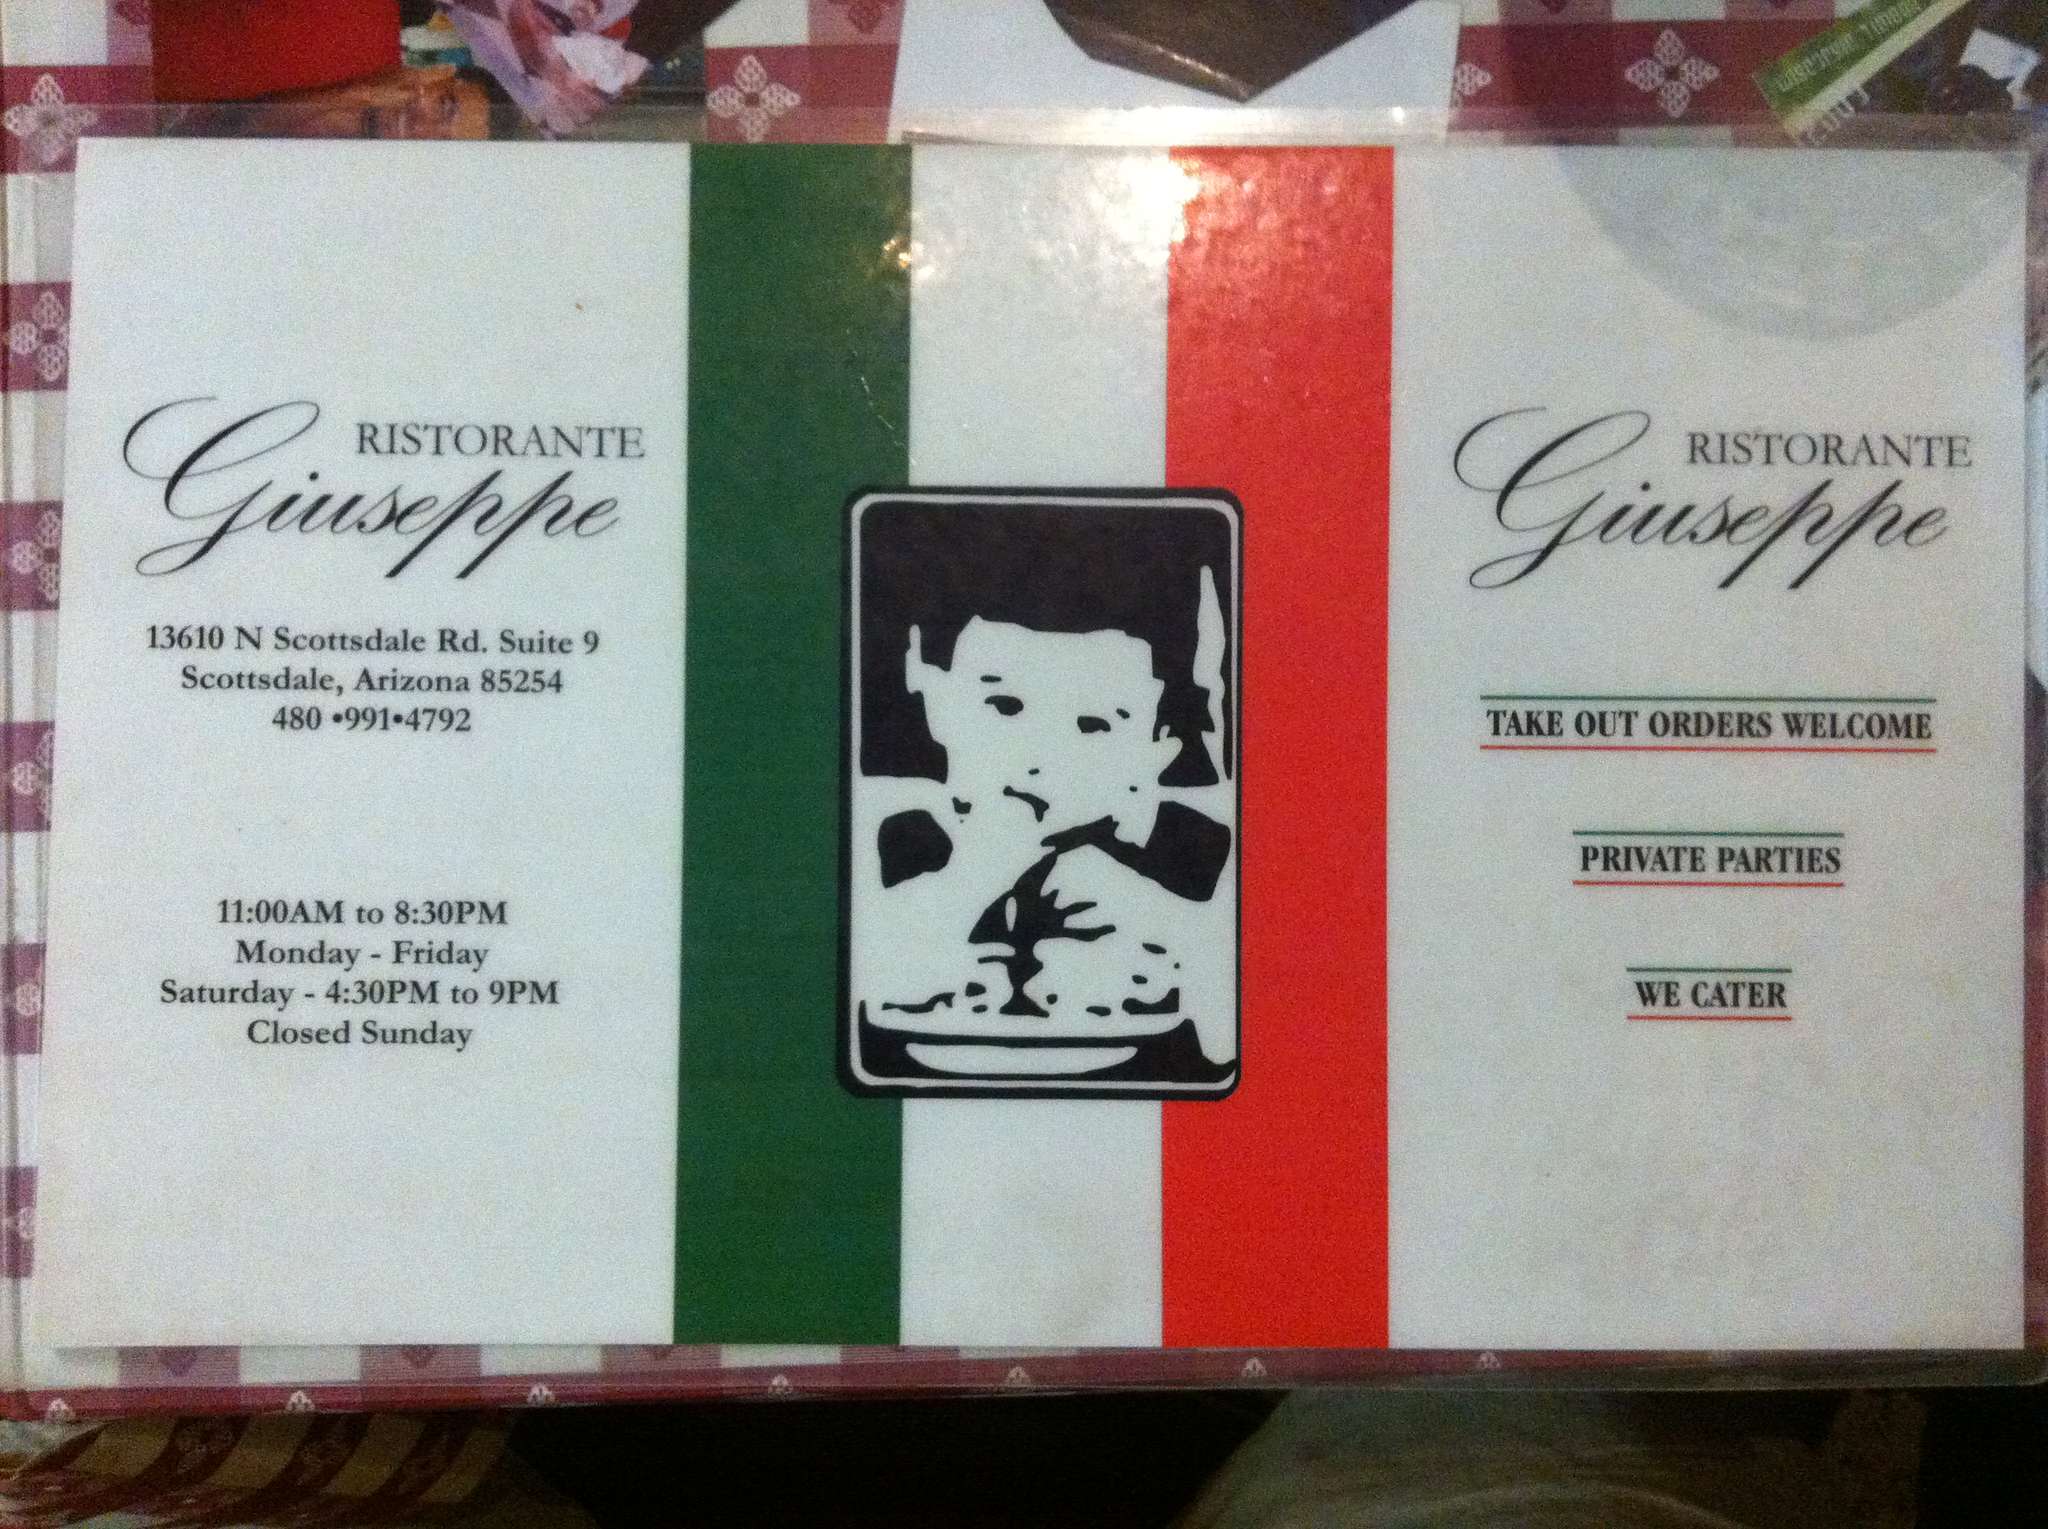 RISTORANTE
Giuseppe
13610 N Scottsdale Rd. Suite 9
Scottsdale, Arizona 85254
480 •991•4792
11:00AM to 8:30PM
Monday - Friday
Saturday - 4:30PM to 9PM
Closed Sunday
RISTORANTE
Giuseppe
TAKE OUT ORDERS WELCOME
PRIVATE PARTIES
WE CATER